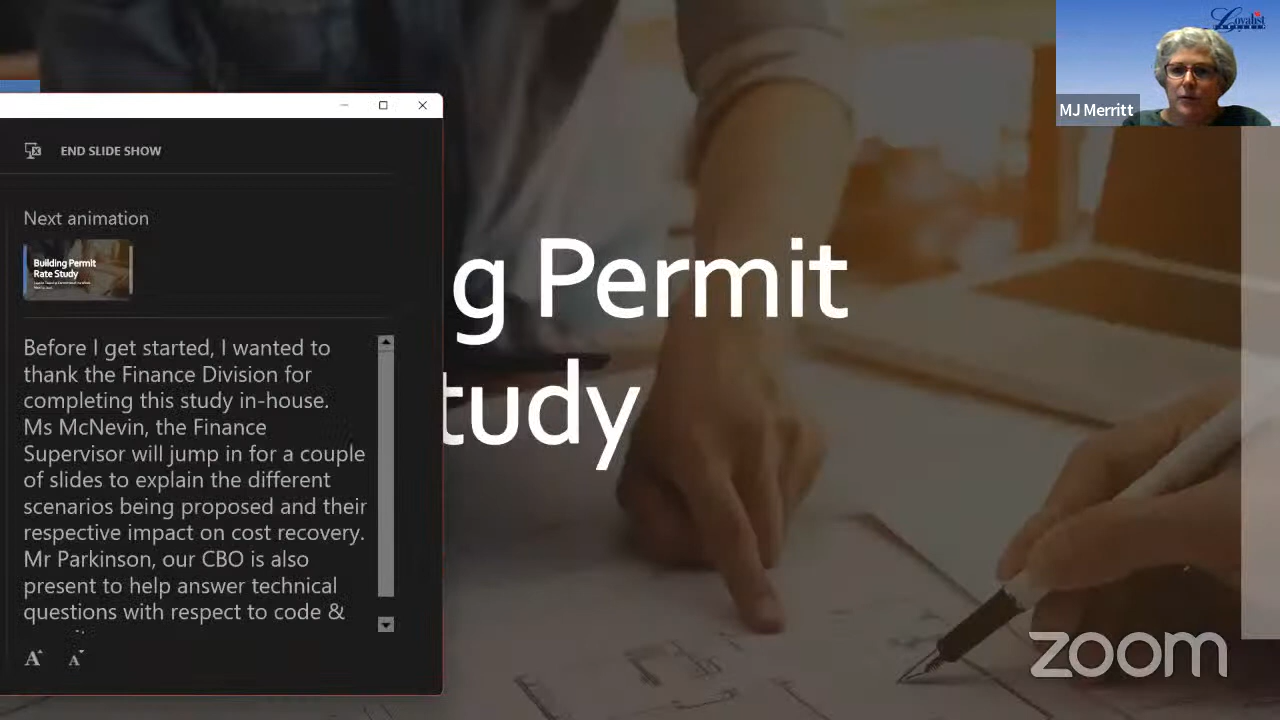 Loyalist
MJ Merritt
END SLIDE SHOW
Next animation
Building Permit
Rate Study
g Permit
tudy
Before I get started, I wanted to
thank the Finance Division for
completing this study in-house.
Ms McNevin, the Finance
Supervisor will jump in for a couple
of slides to explain the different
scenarios being proposed and their
respective impact on cost recovery.
Mr Parkinson, our CBO is also
present to help answer technical
questions with respect to code &
A A
zoom